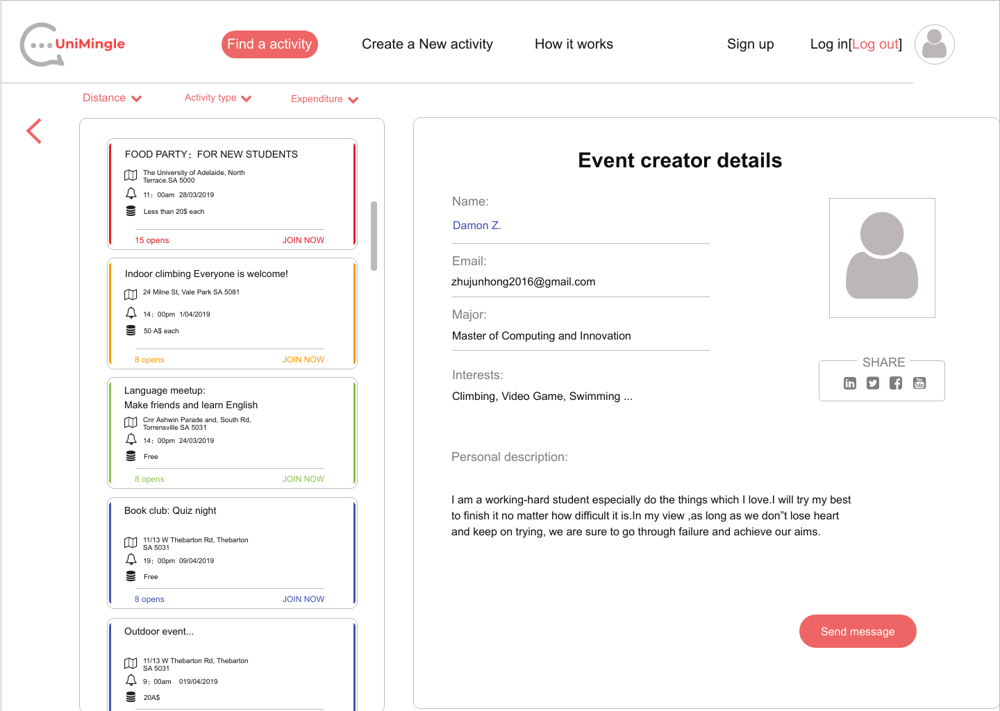 UniMingle
Find a activity
Create a New activity
How it works
Sign up
Log in[Log out]
Distance
Activity type
Expenditure
FOOD PARTY：FOR NEW STUDENTS
The University of Adelaide, North
Terrace.SA 5000
11：00am 28/03/2019
Less than 20$ each
15 opens
JOIN NOW
Indoor climbing Everyone is welcome!
24 Milne St, Vale Park SA 5081
14：00pm 1/04/2019
50 A$ each
8 opens
JOIN NOW
Language meetup:
Make friends and learn English
Cnr Ashwin Parade and, South Rd,
Torrensville SA 5031
14：00pm 24/03/2019
Free
8 opens
JOIN NOW
Book club: Quiz night
11/13 W Thebarton Rd, Thebarton
SA 5031
19：00pm 09/04/2019
Free
8 opens
JOIN NOW
Outdoor event...
11/13 W Thebarton Rd, Thebarton
SA 5031
9：00am 019/04/2019
20A$
Event creator details
Name:
Damon Z.
Email:
zhujunhong2016@gmail.com
Major:
Master of Computing and Innovation
Interests:
Climbing, Video Game, Swimming ...
SHARE
in
You
Tube
Personal description:
I am a working-hard student especially do the things which I love.I will try my best
to finish it no matter how difficult it is.In my view ,as long as we don”t lose heart
and keep on trying, we are sure to go through failure and achieve our aims.
Send message